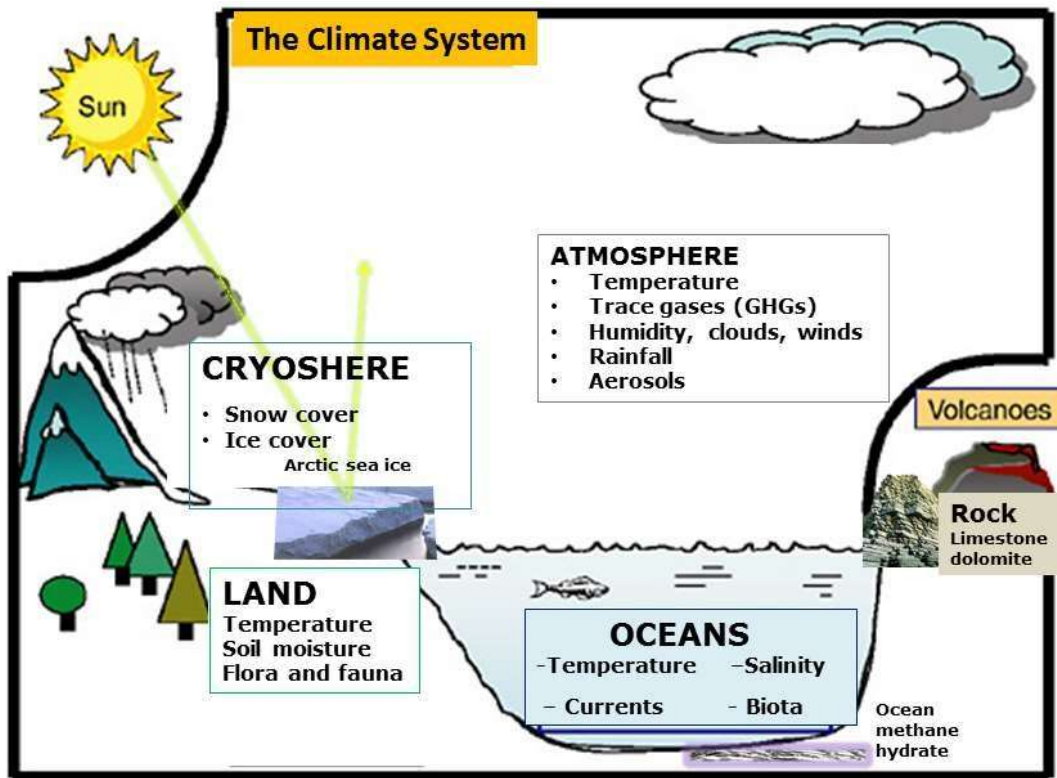 The Climate System
Sun
ATMOSPHERE
• Temperature
• Trace gases (GHGs)
• Humidity, clouds, winds
• Rainfall
• Aerosols
CRYOSHERE
• Snow cover
• Ice cover
Arctic sea ice
Volcanoes
Rock
Limestone
dolomite
LAND
Temperature
Soil moisture
Flora and fauna
OCEANS
-Temperature –Salinity
– Currents - Biota
Ocean
methane
hydrate